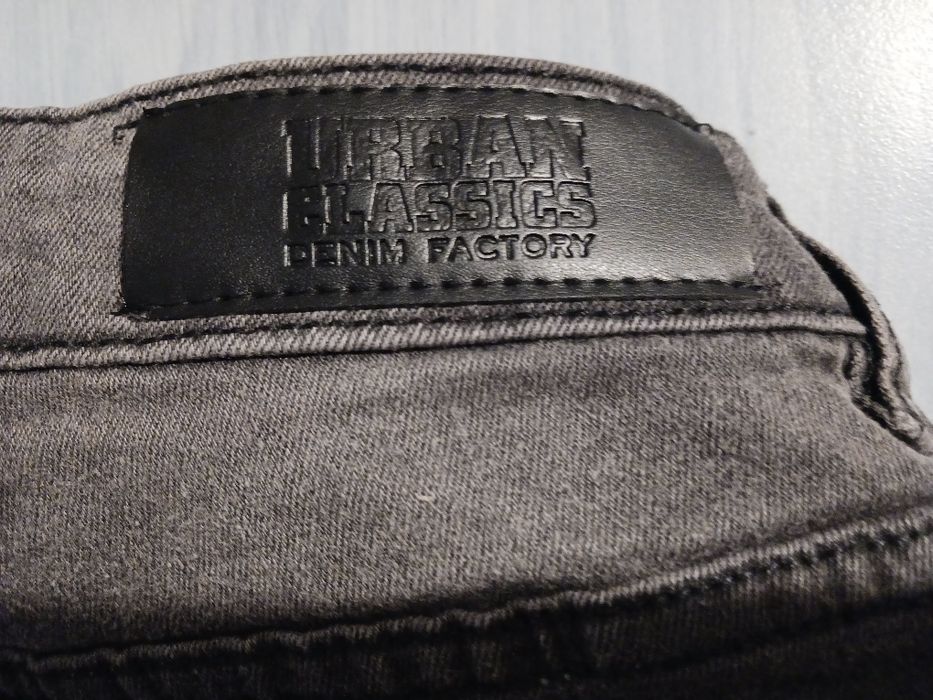 URBAN
CLASSICS
DENIM FACTORY